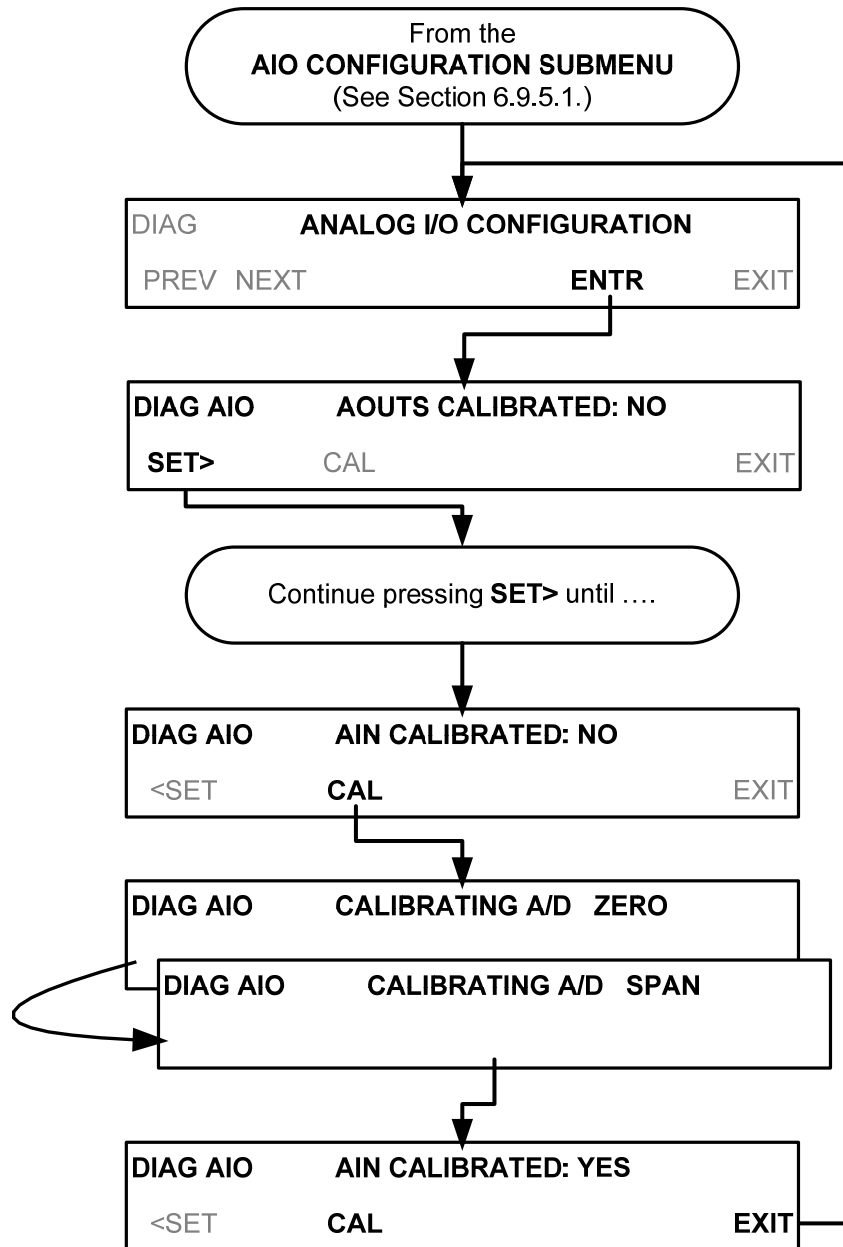 From the
AIO CONFIGURATION SUBMENU
(See Section 6.9.5.1.)
DIAG ANALOG I/O CONFIGURATION
PREV NEXT ENTR EXIT
DIAG AIO AOUTS CALIBRATED: NO
SET> CAL EXIT
Continue pressing SET> until ....
DIAG AIO AIN CALIBRATED: NO
<SET CAL EXIT
DIAG AIO CALIBRATING A/D ZERO
DIAG AIO CALIBRATING A/D SPAN
DIAG AIO AIN CALIBRATED: YES
<SET CAL EXIT